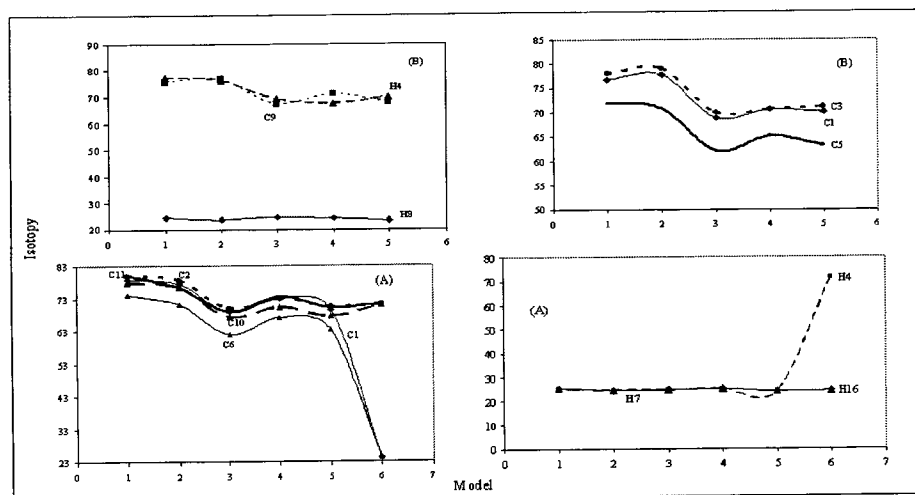 90
80
70
60
50
40
30
20
0 1 2 3 4 5 6
(B)
H4
C9
H8
85
80
75
70
65
60
55
50
0 1 2 3 4 5 6
(B)
C3
C1
C5
Isotopy
83
73
63
53
43
33
23
0 1 2 3 4 5 6 7
(A)
C11
C2
C10
C6
C1
80
70
60
50
40
30
20
10
0
0 1 2 3 4 5 6 7
(A)
H4
H7
H16
Model